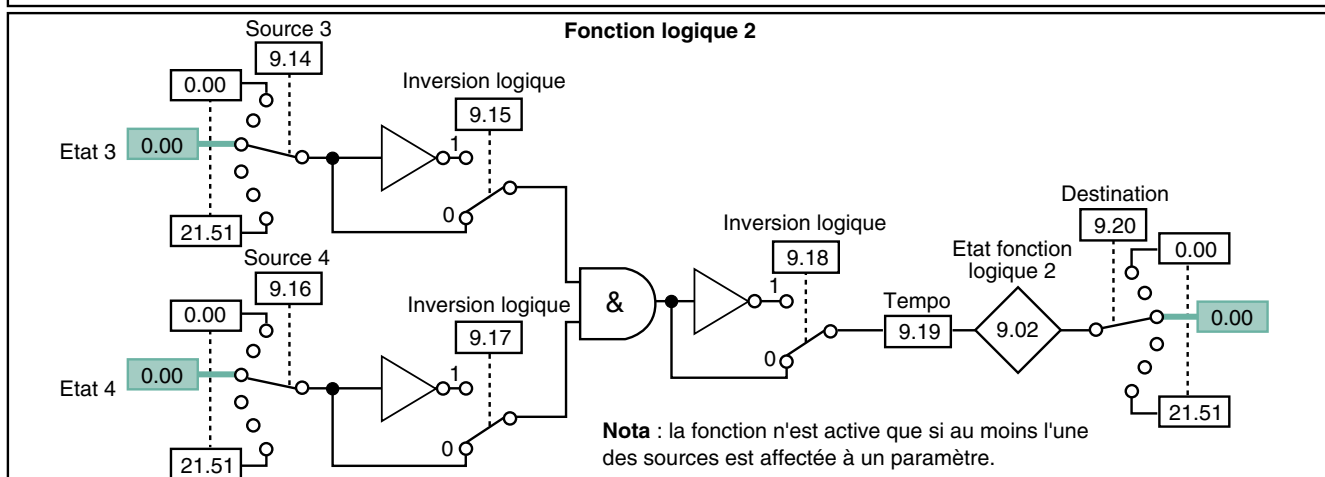 Fonction logique 2
Source 3
9.14
0.00
Inversion logique
9.15
Etat 3
0.00
1
0
21.51
Source 4
9.16
0.00
Inversion logique
9.17
Etat 4
0.00
1
0
21.51
&
Inversion logique
9.18
1
0
Tempo
9.19
Etat fonction
logique 2
9.02
Destination
9.20
0.00
0.00
21.51
Nota : la fonction n'est active que si au moins l'une
des sources est affectée à un paramètre.